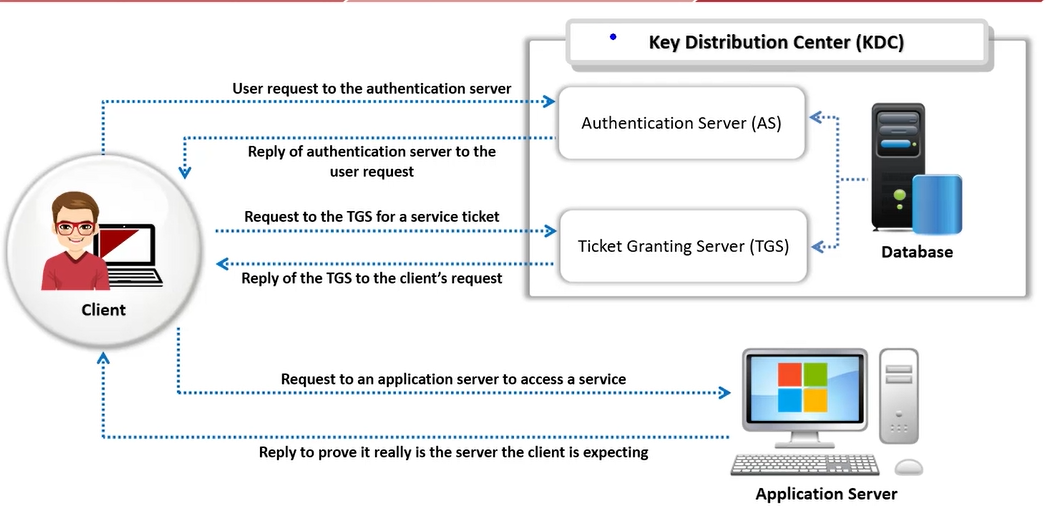 Key Distribution Center (KDC)
User request to the authentication server
Authentication Server (AS)
Reply of authentication server to the
user request
Request to the TGS for a service ticket
Ticket Granting Server (TGS)
Database
Reply of the TGS to the client’s request
Client
Request to an application server to access a service
Reply to prove it really is the server the client is expecting
Application Server